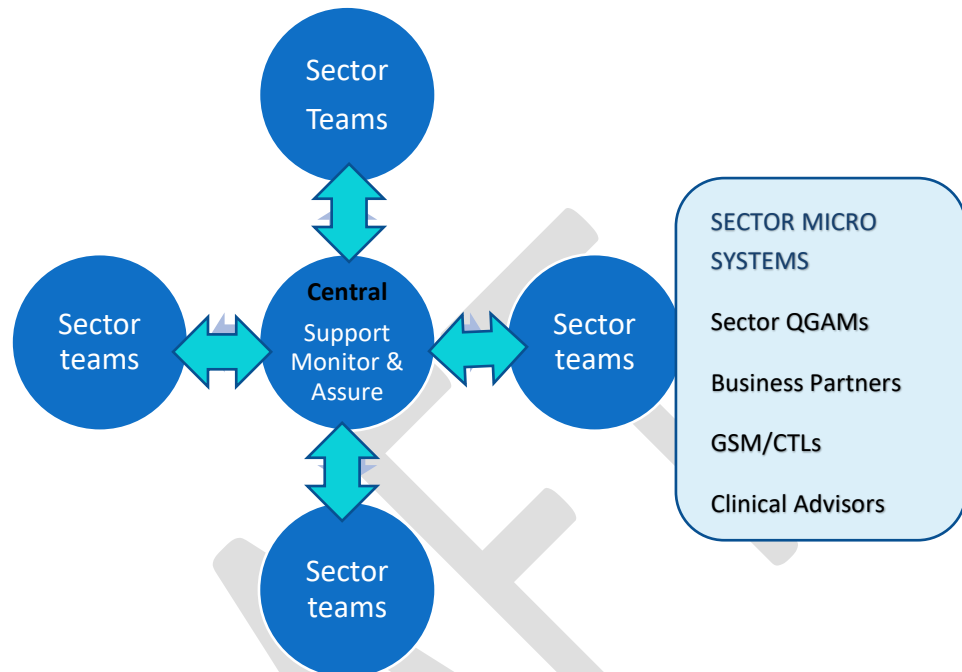 Sector
Teams
Sector
teams
Central
Support
Monitor &
Assure
Sector
teams
SECTOR MICRO
SYSTEMS
Sector QGAMs
Business Partners
GSM/CTLs
Clinical Advisors
Sector
teams